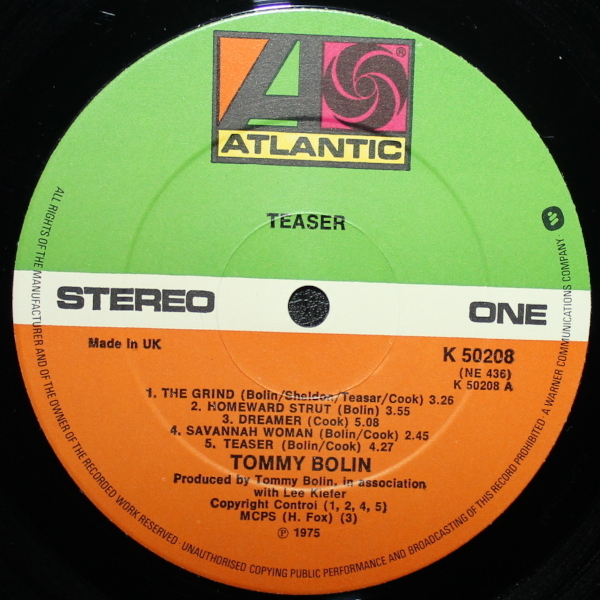 ATLANTIC
®
TEASER
STEREO
ONE
Made In UK
K 50208
(NE 436)
K 50208 A
1. THE GRIND (Bolin/Sheldon/Teasar/Cook) 3.26
2. HOMEWARD STRUT (Bolin) 3.55
3. DREAMER (Cook) 5.08
4. SAVANNAH WOMAN (Bolin/Cook) 2.45
5. TEASER (Bolin/Cook) 4.27
TOMMY BOLIN
Produced by Tommy Bolin, in association
with Lee Kiefer
Copyright Control (1, 2, 4, 5)
MCPS (H. Fox) (3)
℗ 1975
ALL RIGHTS OF THE MANUFACTURER AND OF THE OWNER OF THE RECORDED WORK RESERVED · UNAUTHORISED COPYING PUBLIC PERFORMANCE AND BROADCASTING OF THIS RECORD PROHIBITED · A WARNER COMMUNICATIONS COMPANY